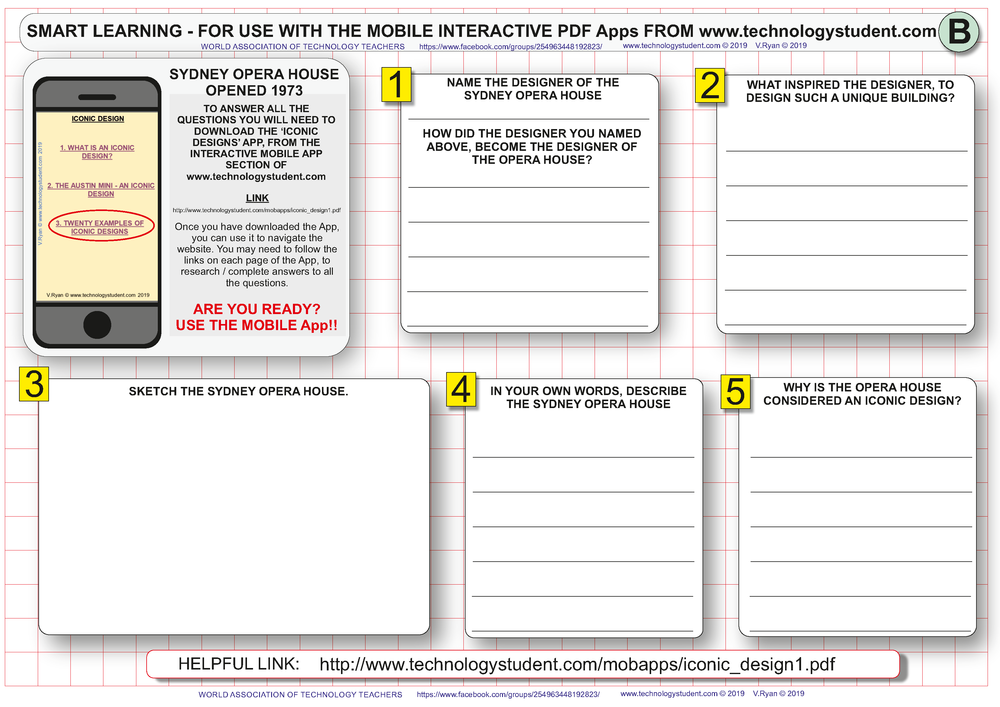 SMART LEARNING - FOR USE WITH THE MOBILE INTERACTIVE PDF Apps FROM www.technologystudent.com
B
WORLD ASSOCIATION OF TECHNOLOGY TEACHERS https://www.facebook.com/groups/254963448192823/ www.technologystudent.com © 2019 V.Ryan © 2019
ICONIC DESIGN
1. WHAT IS AN ICONIC
DESIGN?
2. THE AUSTIN MINI - AN ICONIC
DESIGN
3. TWENTY EXAMPLES OF
ICONIC DESIGNS
V.Ryan © www.technologystudent.com 2019
V.Ryan © www.technologystudent.com 2019
SYDNEY OPERA HOUSE
OPENED 1973
TO ANSWER ALL THE
QUESTIONS YOU WILL NEED TO
DOWNLOAD THE ‘ICONIC
DESIGNS’ APP, FROM THE
INTERACTIVE MOBILE APP
SECTION OF
www.technologystudent.com
LINK
http://www.technologystudent.com/mobapps/iconic_design1.pdf
Once you have downloaded the App,
you can use it to navigate the
website. You may need to follow the
links on each page of the App, to
research / complete answers to all
the questions.
ARE YOU READY?
USE THE MOBILE App!!
1
NAME THE DESIGNER OF THE
SYDNEY OPERA HOUSE
HOW DID THE DESIGNER YOU NAMED
ABOVE, BECOME THE DESIGNER OF
THE OPERA HOUSE?
2
WHAT INSPIRED THE DESIGNER, TO
DESIGN SUCH A UNIQUE BUILDING?
3
SKETCH THE SYDNEY OPERA HOUSE.
4
IN YOUR OWN WORDS, DESCRIBE
THE SYDNEY OPERA HOUSE
5
WHY IS THE OPERA HOUSE
CONSIDERED AN ICONIC DESIGN?
HELPFUL LINK: http://www.technologystudent.com/mobapps/iconic_design1.pdf
WORLD ASSOCIATION OF TECHNOLOGY TEACHERS https://www.facebook.com/groups/254963448192823/ www.technologystudent.com © 2019 V.Ryan © 2019